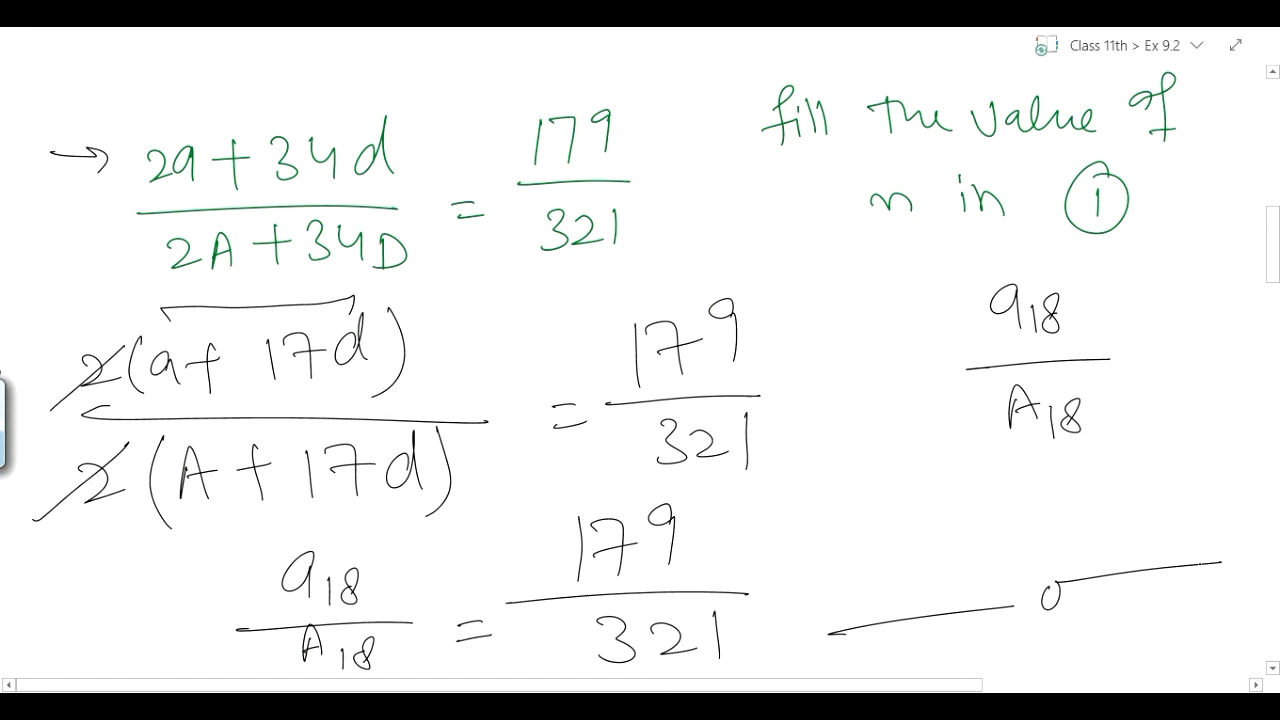 Class 11th > Ex 9.2
→ 2a + 34d / 2A + 34D = 179 / 321
fill the value of
n in ①
2(a + 17d) / 2(A + 17d) = 179 / 321
a18 / A18
a18 / A18 = 179 / 321